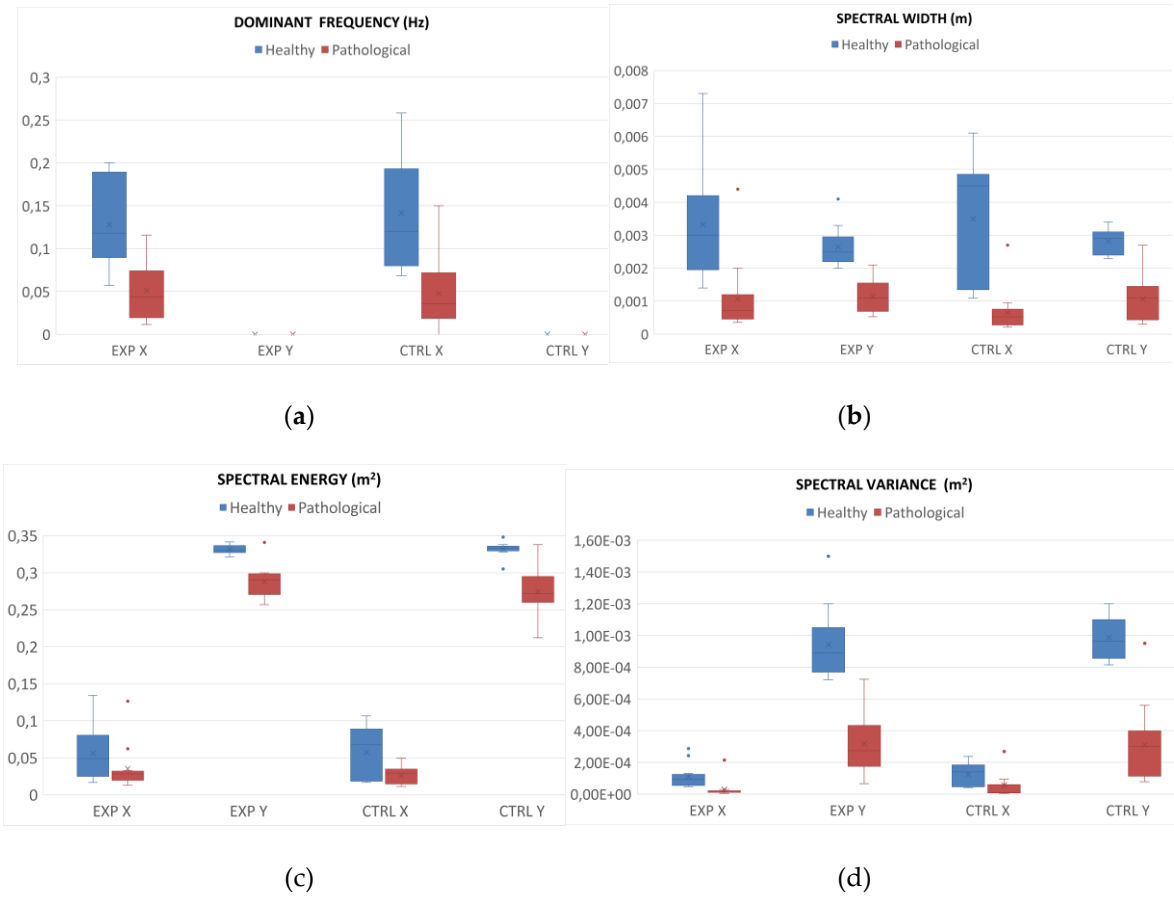 DOMINANT FREQUENCY (Hz)
Healthy Pathological
0,3
0,25
0,2
0,15
0,1
0,05
0
EXP X EXP Y CTRL X CTRL Y
(a)
SPECTRAL WIDTH (m)
Healthy Pathological
0,008
0,007
0,006
0,005
0,004
0,003
0,002
0,001
0
EXP X EXP Y CTRL X CTRL Y
(b)
SPECTRAL ENERGY (m²)
Healthy Pathological
0,35
0,3
0,25
0,2
0,15
0,1
0,05
0
EXP X EXP Y CTRL X CTRL Y
(c)
SPECTRAL VARIANCE (m²)
Healthy Pathological
1,60E-03
1,40E-03
1,20E-03
1,00E-03
8,00E-04
6,00E-04
4,00E-04
2,00E-04
0,00E+00
EXP X EXP Y CTRL X CTRL Y
(d)